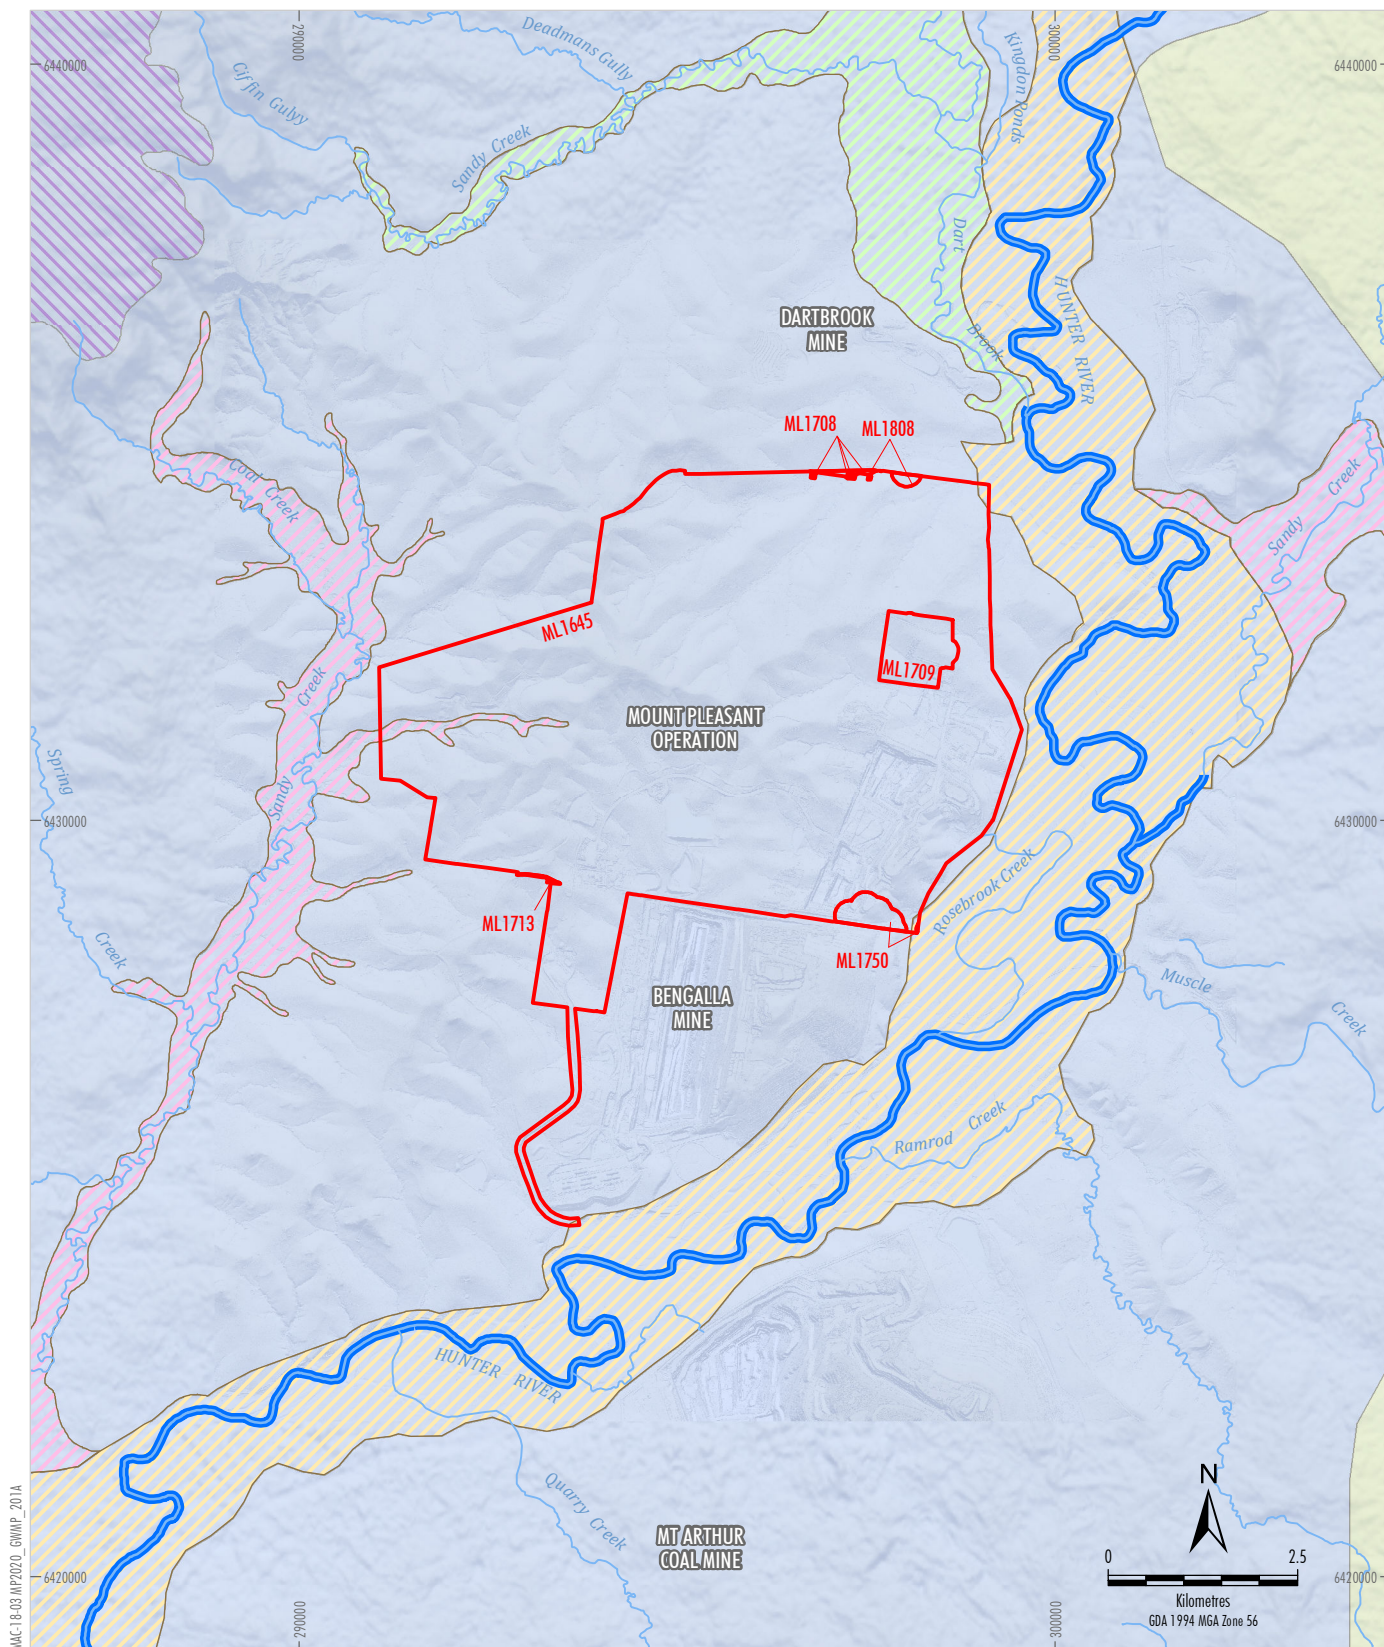 290000
300000
6440000
6440000
Deadmans Gully
Kingdon Ponds
Giffin Gulyy
Sandy Creek
Dart
Brook
HUNTER RIVER
DARTBROOK
MINE
ML1708
ML1808
Coal Creek
Sandy Creek
ML1645
ML1709
Sandy Creek
MOUNT PLEASANT
OPERATION
Spring Creek
6430000
6430000
Rosebrook Creek
ML1713
ML1750
Muscle Creek
BENGALLA
MINE
Ramrod Creek
HUNTER RIVER
Quarry Creek
MT ARTHUR
COAL MINE
N
0 2.5
Kilometres
GDA 1994 MGA Zone 56
6420000
6420000
290000
300000
MAC-18-03 MP2020_GWMP_201A